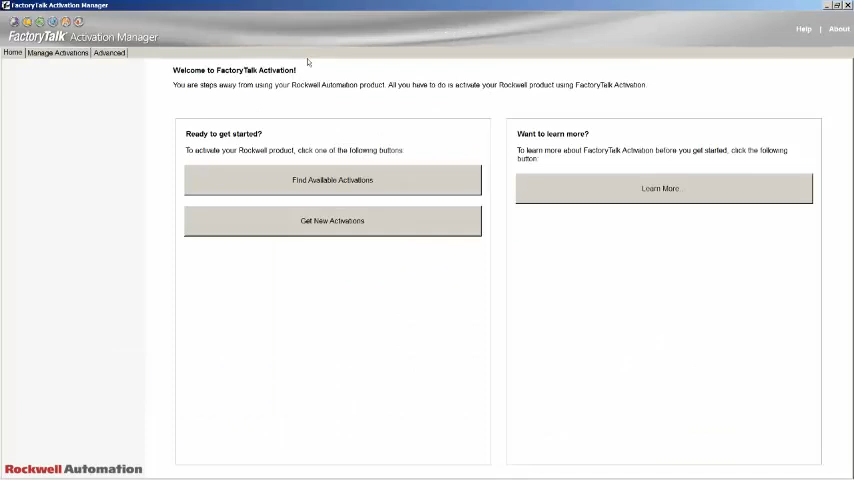 FactoryTalk Activation Manager
FactoryTalk Activation Manager
Help | About
Home Manage Activations Advanced
Welcome to FactoryTalk Activation!
You are steps away from using your Rockwell Automation product. All you have to do is activate your Rockwell product using FactoryTalk Activation.
Ready to get started?
To activate your Rockwell product, click one of the following buttons:
Find Available Activations
Get New Activations
Want to learn more?
To learn more about FactoryTalk Activation before you get started, click the following
button:
Learn More...
Rockwell Automation